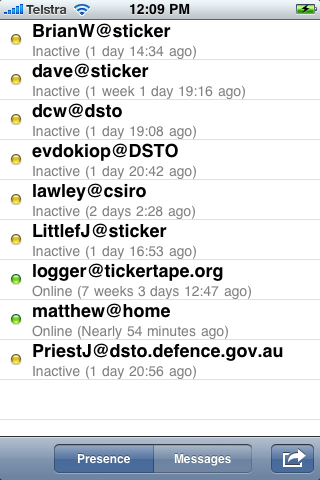 Telstra 12:09 PM
BrianW@sticker
Inactive (1 day 14:34 ago)
dave@sticker
Inactive (1 week 1 day 19:16 ago)
dcw@dsto
Inactive (1 day 19:08 ago)
evdokiop@DSTO
Inactive (1 day 20:42 ago)
lawley@csiro
Inactive (2 days 2:28 ago)
LittlefJ@sticker
Inactive (1 day 16:53 ago)
logger@tickertape.org
Online (7 weeks 3 days 12:47 ago)
matthew@home
Online (Nearly 54 minutes ago)
PriestJ@dsto.defence.gov.au
Inactive (1 day 20:56 ago)
Presence Messages